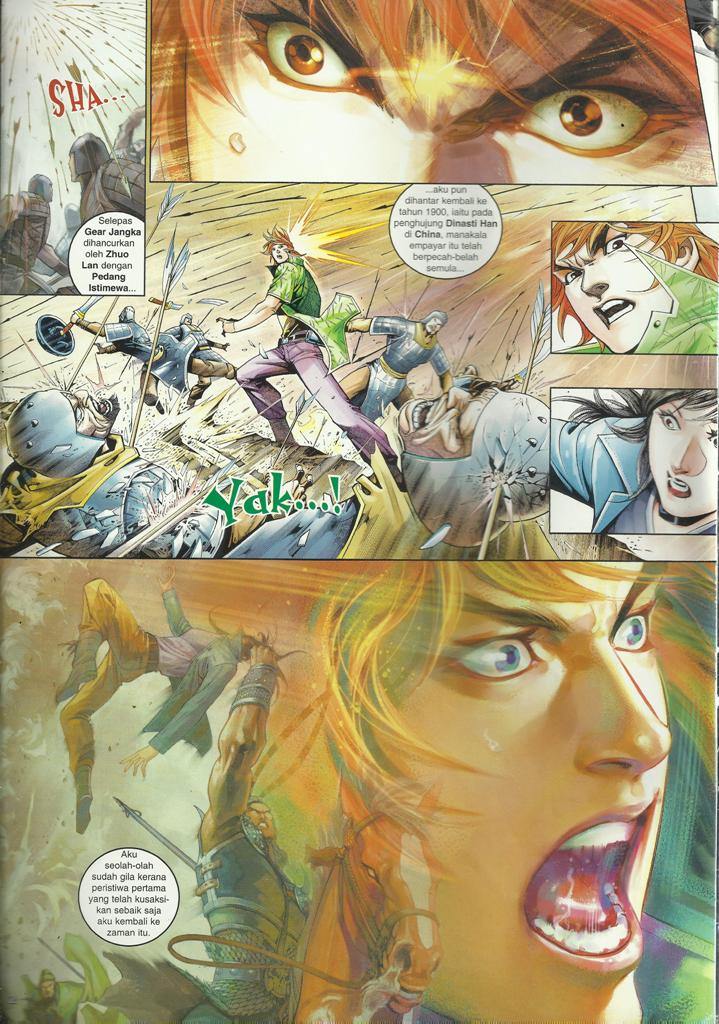 SHA...
Selepas
Gear Jangka
dihancurkan
oleh Zhuo
Lan dengan
Pedang
Istimewa...
...aku pun
dihantar kembali ke
tahun 1900, iaitu pada
penghujung Dinasti Han
di China, manakala
empayar itu telah
berpecah-belah
semula...
Yak....!
Aku
seolah-olah
sudah gila kerana
peristiwa pertama
yang telah kusaksi-
kan sebaik saja
aku kembali ke
zaman itu.